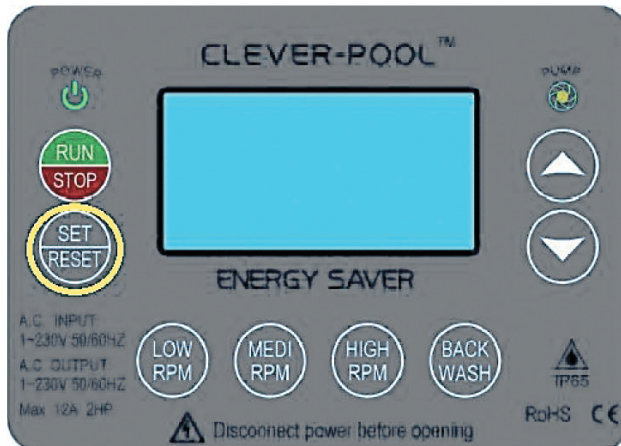 CLEVER-POOL™
POWER
PUMP
RUN
STOP
SET
RESET
ENERGY SAVER
A.C. INPUT:
1~230V 50/60HZ
A.C. OUTPUT:
1~230V 50/60HZ
Max 12A 2HP
LOW
RPM
MEDI
RPM
HIGH
RPM
BACK
WASH
IP65
RoHS CE
Disconnect power before opening